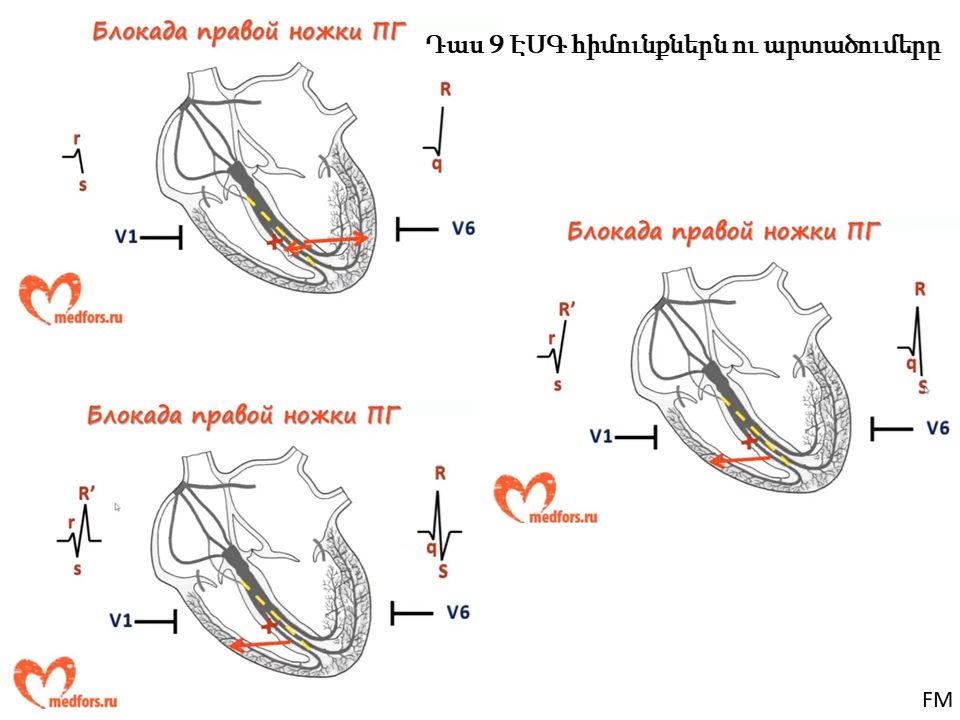 Блокада правой ножки ПГ
Դաս 9 ԷՍԳ հիմունքներն ու արտածումները
r
s
R
q
V1
V6
medfors.ru
Блокада правой ножки ПГ
R’
r
s
R
q
S
V1
V6
medfors.ru
Блокада правой ножки ПГ
R’
r
s
R
q
S
V1
V6
medfors.ru
FM